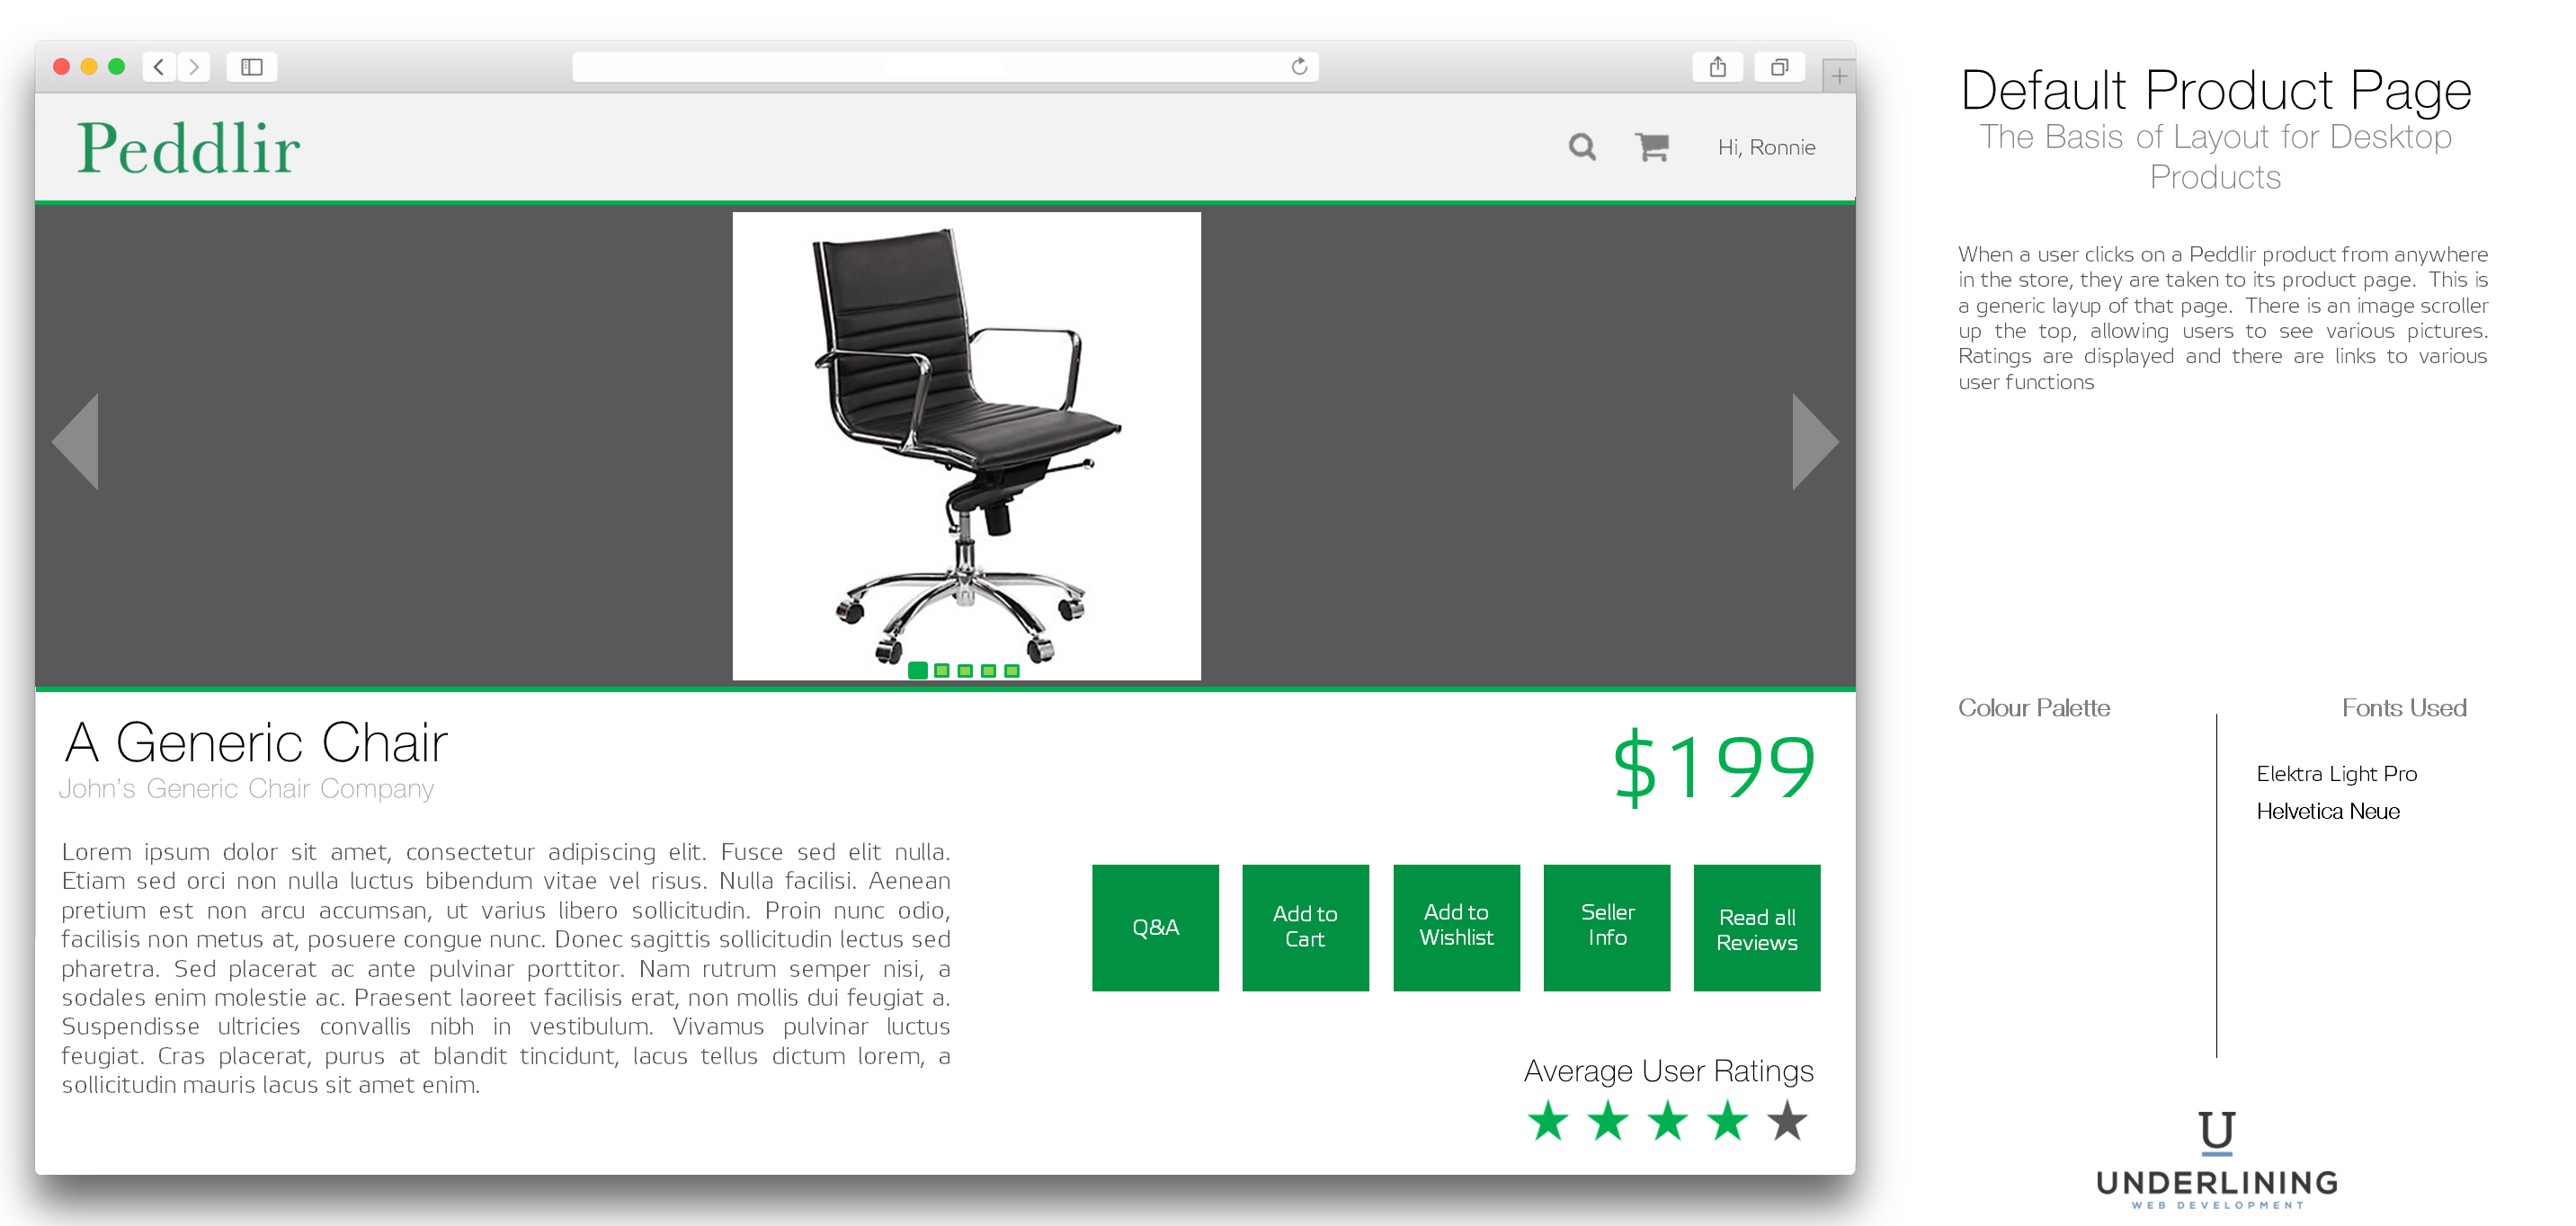 Peddlir
Hi, Ronnie
A Generic Chair
John's Generic Chair Company
$199
Lorem ipsum dolor sit amet, consectetur adipiscing elit. Fusce sed elit nulla.
Etiam sed orci non nulla luctus bibendum vitae vel risus. Nulla facilisi. Aenean
pretium est non arcu accumsan, ut varius libero sollicitudin. Proin nunc odio,
facilisis non metus at, posuere congue nunc. Donec sagittis sollicitudin lectus sed
pharetra. Sed placerat ac ante pulvinar porttitor. Nam rutrum semper nisi, a
sodales enim molestie ac. Praesent laoreet facilisis erat, non mollis dui feugiat a.
Suspendisse ultricies convallis nibh in vestibulum. Vivamus pulvinar luctus
feugiat. Cras placerat, purus at blandit tincidunt, lacus tellus dictum lorem, a
sollicitudin mauris lacus sit amet enim.
Q&A
Add to
Cart
Add to
Wishlist
Seller
Info
Read all
Reviews
Average User Ratings
Default Product Page
The Basis of Layout for Desktop
Products
When a user clicks on a Peddlir product from anywhere
in the store, they are taken to its product page. This is
a generic layup of that page. There is an image scroller
up the top, allowing users to see various pictures.
Ratings are displayed and there are links to various
user functions
Colour Palette
Fonts Used
Elektra Light Pro
Helvetica Neue
U
UNDERLINING
WEB DEVELOPMENT